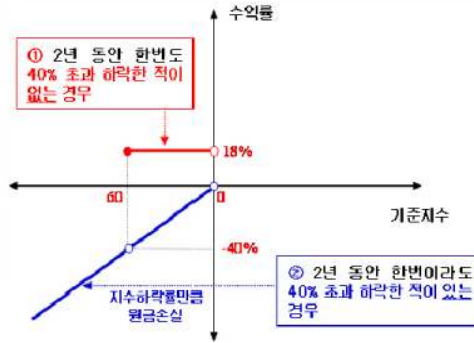 수익률
① 2년 동안 한번도
40% 초과 하락한 적이
없는 경우
18%
60
0
기준지수
-40%
지수하락률만큼
원금손실
② 2년 동안 한번이라도
40% 초과 하락한 적이 있는
경우